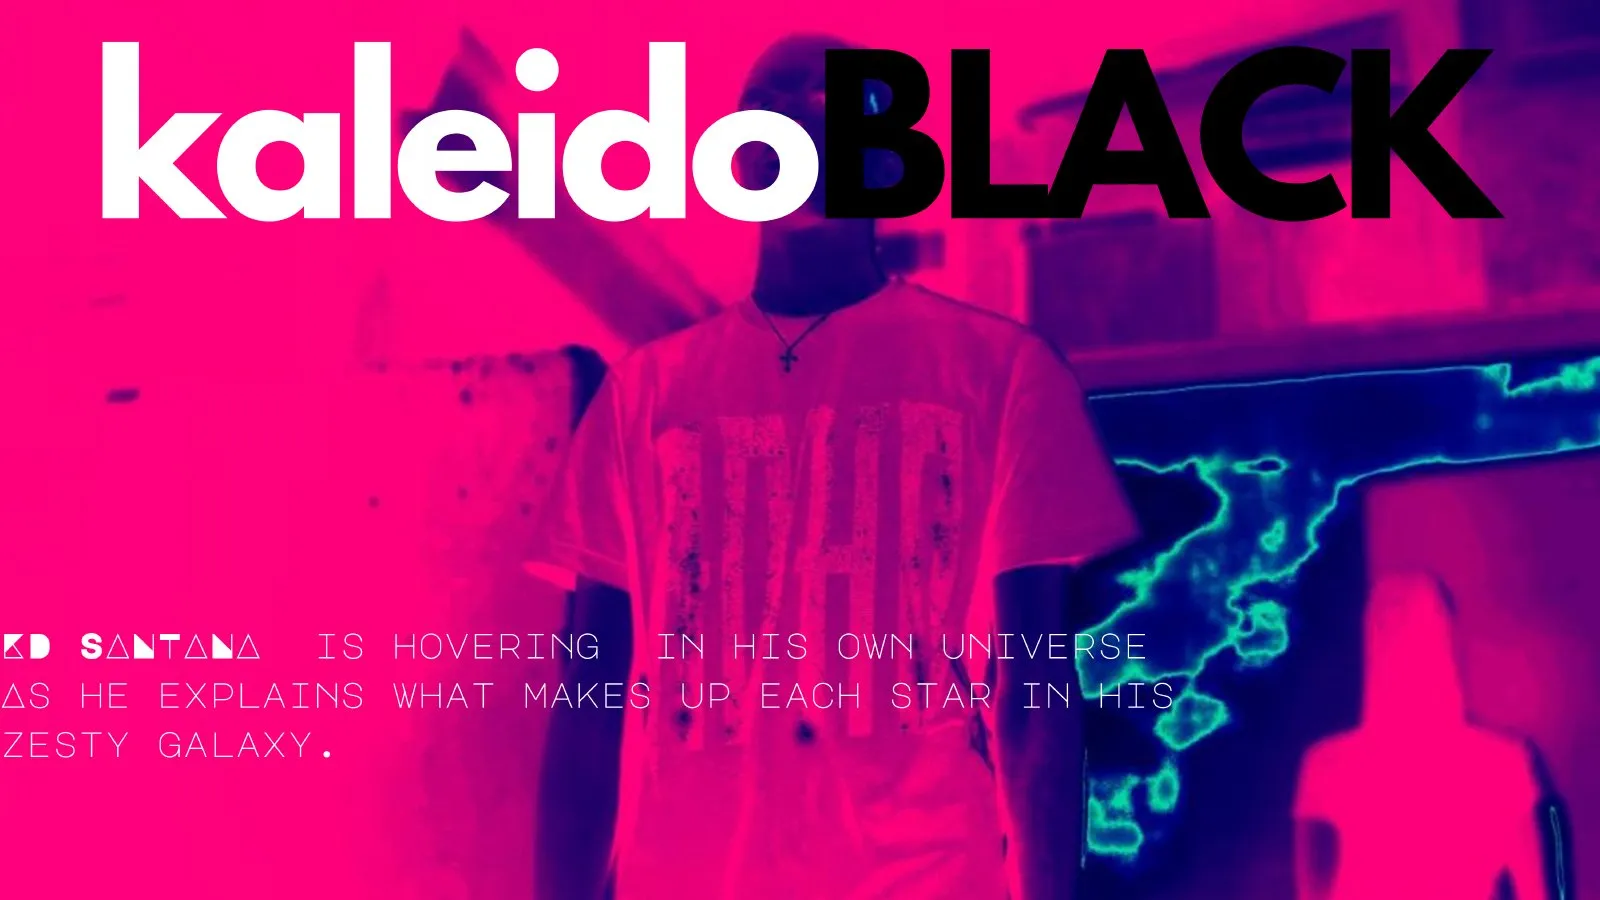 kaleidoBLACK
KD SANTANA IS HOVERING IN HIS OWN UNIVERSE
AS HE EXPLAINS WHAT MAKES UP EACH STAR IN HIS
ZESTY GALAXY.